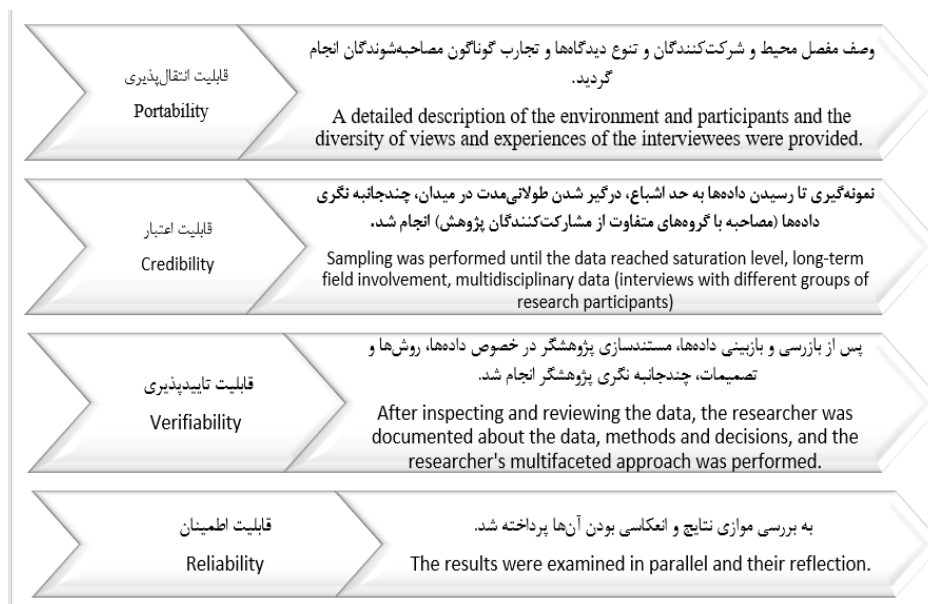 قابلیت انتقال‌پذیری
Portability
وصف مفصل محیط و شرکت‌کنندگان و تنوع دیدگاه‌ها و تجارب گوناگون مصاحبه‌شوندگان انجام
گردید.
A detailed description of the environment and participants and the
diversity of views and experiences of the interviewees were provided.
قابلیت اعتبار
Credibility
نمونه‌گیری تا رسیدن داده‌ها به حد اشباع، درگیر شدن طولانی‌مدت در میدان، چندجانبه نگری
داده‌ها (مصاحبه با گروه‌های متفاوت از مشارکت‌کنندگان پژوهش) انجام شد.
Sampling was performed until the data reached saturation level, long-term
field involvement, multidisciplinary data (interviews with different groups of
research participants)
قابلیت تاییدپذیری
Verifiability
پس از بازرسی و بازبینی داده‌ها، مستندسازی پژوهشگر در خصوص داده‌ها، روش‌ها و
تصمیمات، چندجانبه نگری پژوهشگر انجام شد.
After inspecting and reviewing the data, the researcher was
documented about the data, methods and decisions, and the
researcher's multifaceted approach was performed.
قابلیت اطمینان
Reliability
به بررسی موازی نتایج و انعکاسی بودن آن‌ها پرداخته شد.
The results were examined in parallel and their reflection.